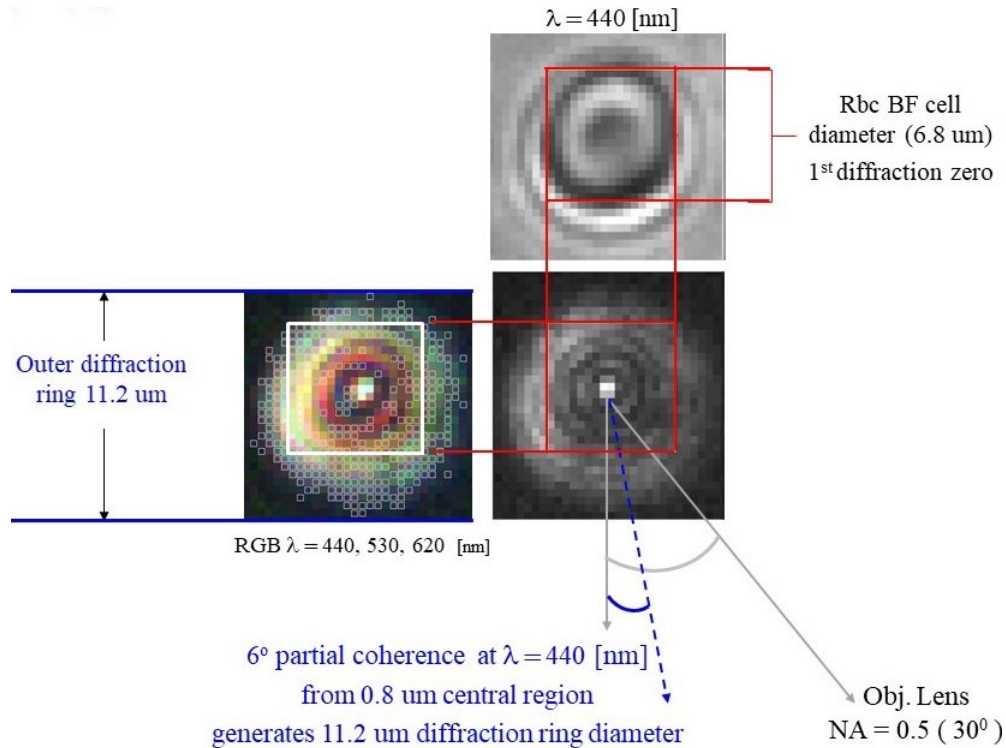 λ = 440 [nm]
Rbc BF cell
diameter (6.8 um)
1st diffraction zero
Outer diffraction
ring 11.2 um
RGB λ = 440, 530, 620 [nm]
6⁰ partial coherence at λ = 440 [nm]
from 0.8 um central region
generates 11.2 um diffraction ring diameter
Obj. Lens
NA = 0.5 ( 30⁰ )